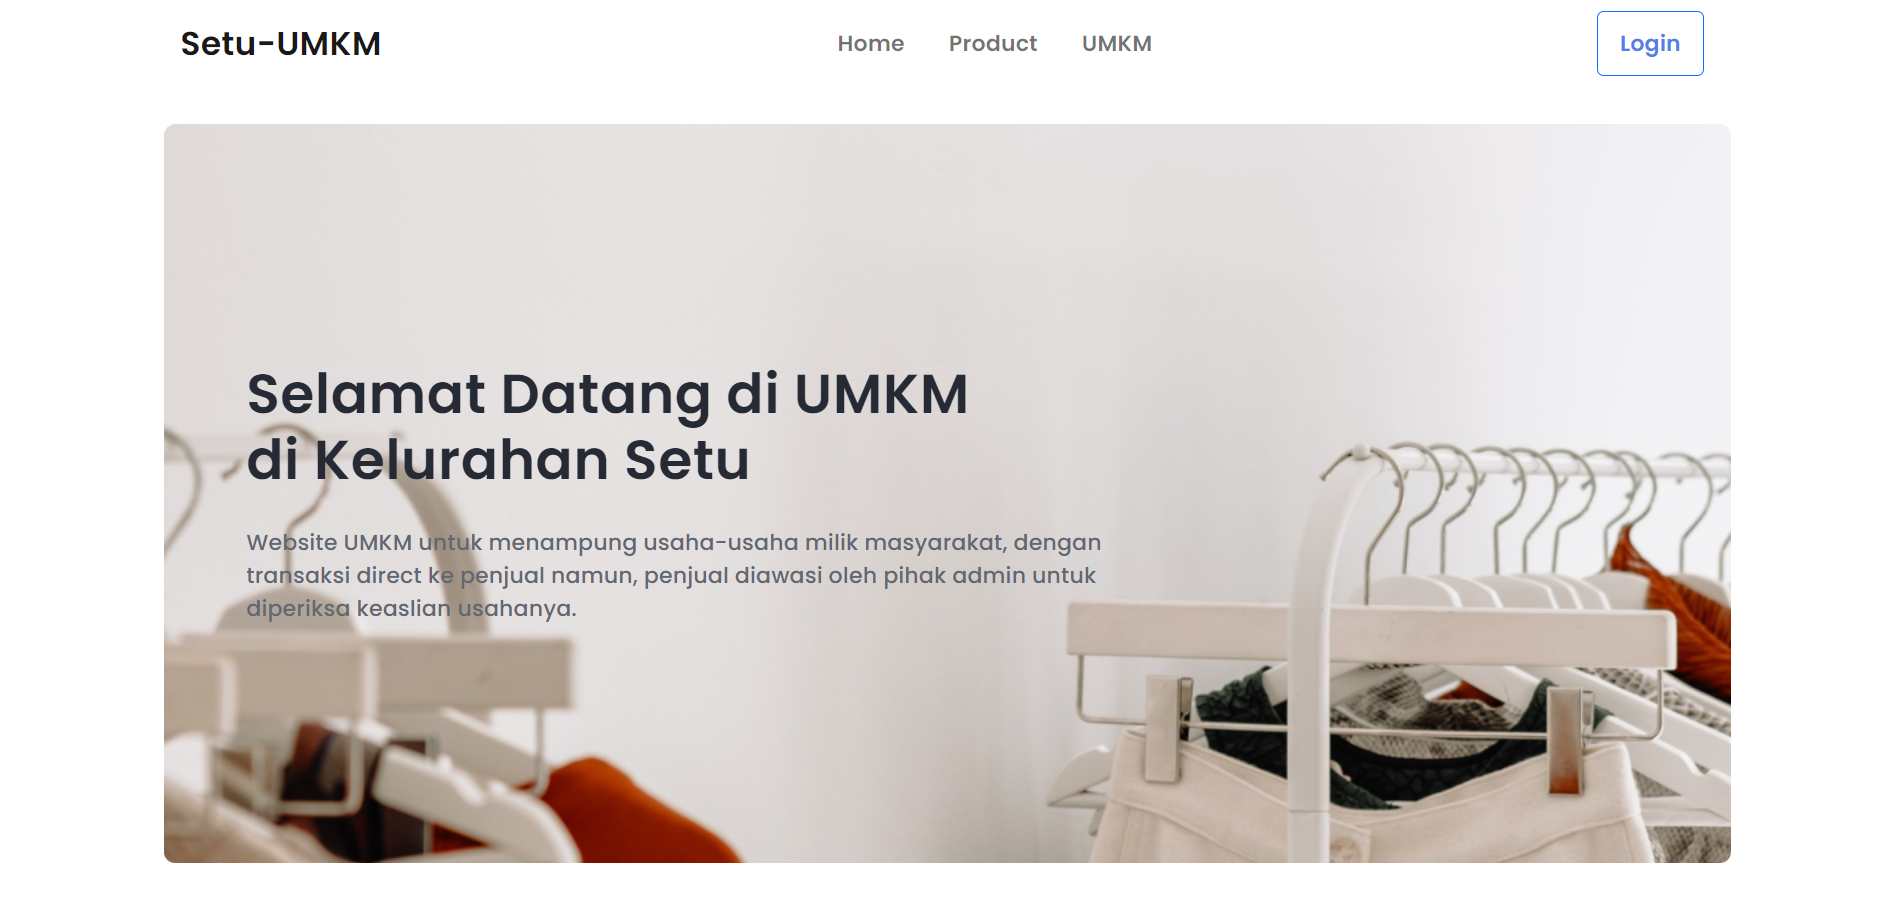 Setu-UMKM
Home Product UMKM
Login
Selamat Datang di UMKM
di Kelurahan Setu
Website UMKM untuk menampung usaha-usaha milik masyarakat, dengan
transaksi direct ke penjual namun, penjual diawasi oleh pihak admin untuk
diperiksa keaslian usahanya.